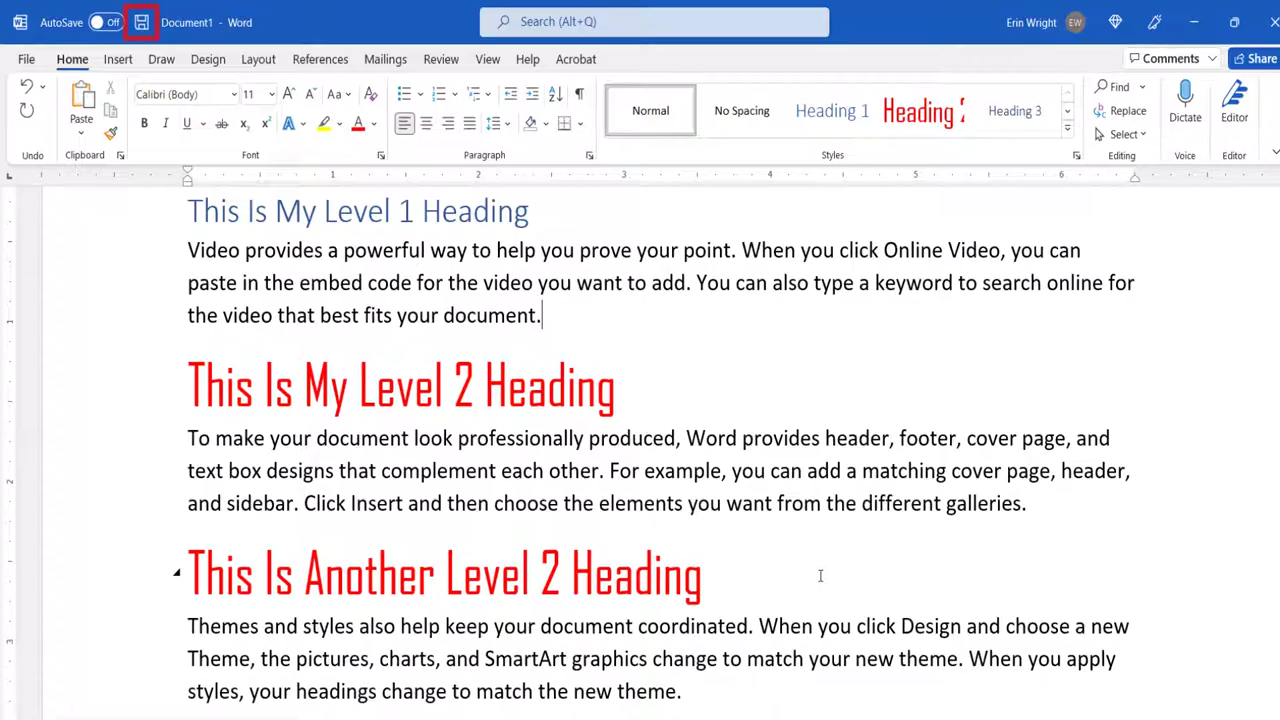 AutoSave Off Document1 - Word Search (Alt+Q) Erin Wright EW
File Home Insert Draw Design Layout References Mailings Review View Help Acrobat Comments Share
Paste Calibri (Body) 11 Aa Normal No Spacing Heading 1 Heading 2 Heading 3 Find Replace Select Dictate Editor
Undo Clipboard Font Paragraph Styles Editing Voice Editor
1 2 3 4 5 6
This Is My Level 1 Heading
Video provides a powerful way to help you prove your point. When you click Online Video, you can
paste in the embed code for the video you want to add. You can also type a keyword to search online for
the video that best fits your document.
This Is My Level 2 Heading
To make your document look professionally produced, Word provides header, footer, cover page, and
text box designs that complement each other. For example, you can add a matching cover page, header,
and sidebar. Click Insert and then choose the elements you want from the different galleries.
This Is Another Level 2 Heading
Themes and styles also help keep your document coordinated. When you click Design and choose a new
Theme, the pictures, charts, and SmartArt graphics change to match your new theme. When you apply
styles, your headings change to match the new theme.